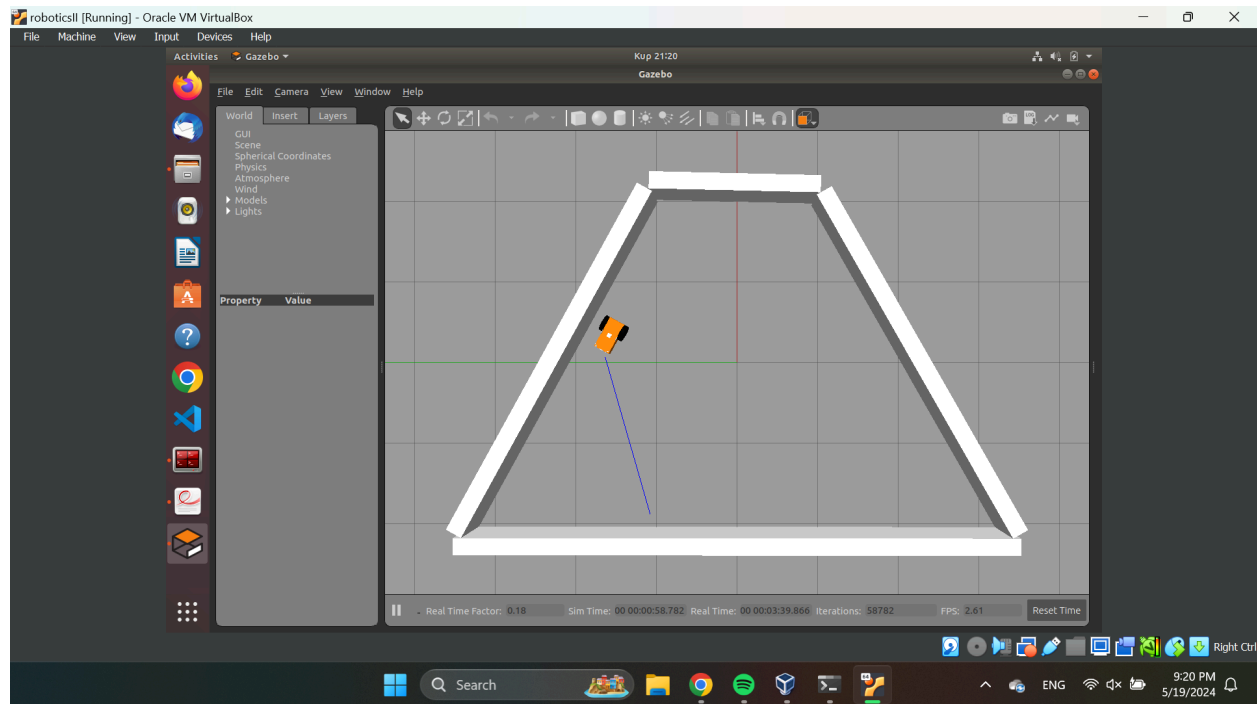 roboticsII [Running] - Oracle VM VirtualBox
File Machine View Input Devices Help
Activities Gazebo Kup 21:20
Gazebo
File Edit Camera View Window Help
World Insert Layers
GUI
Scene
Spherical Coordinates
Physics
Atmosphere
Wind
Models
Lights
Property Value
Real Time Factor: 0.18 Sim Time: 00 00:00:58.782 Real Time: 00 00:03:39.866 Iterations: 58782 FPS: 2.61 Reset Time
Right Ctrl
Search ENG 9:20 PM
5/19/2024